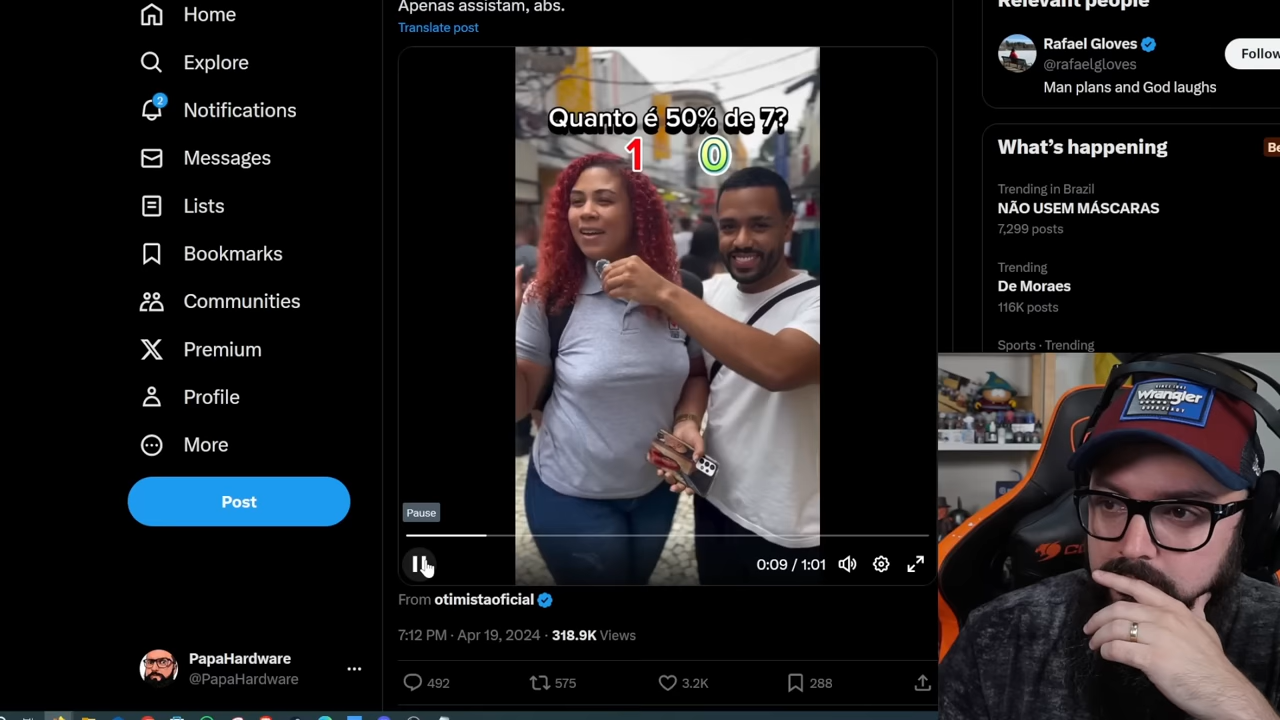 Home
Explore
2
Notifications
Messages
Lists
Bookmarks
Communities
Premium
Profile
More
Post
PapaHardware
@PapaHardware
Apenas assistam, abs.
Translate post
Quanto é 50% de 7?
1 0
Pause
0:09 / 1:01
From otimistaoficial
7:12 PM · Apr 19, 2024 · 318.9K Views
492 575 3.2K 288
Relevant people
Rafael Gloves
@rafaelgloves
Follow
Man plans and God laughs
What's happening
Be
Trending in Brazil
NÃO USEM MÁSCARAS
7,299 posts
Trending
De Moraes
116K posts
Sports · Trending
Wrangler